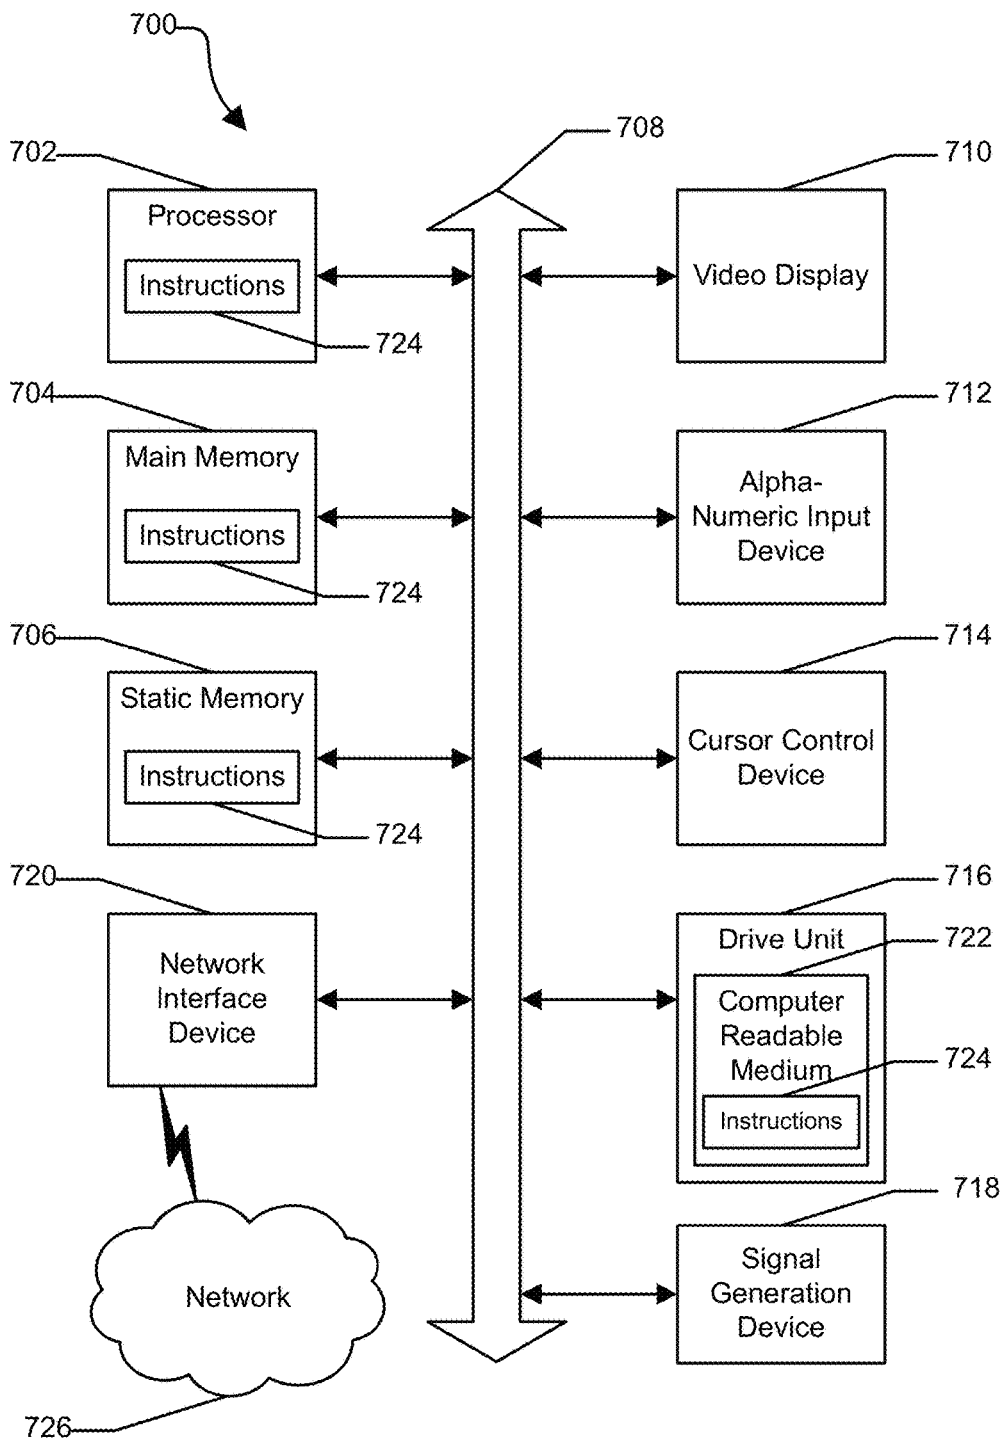 700
708
702
Processor
Instructions
724
710
Video Display
704
Main Memory
Instructions
724
712
Alpha-
Numeric Input
Device
706
Static Memory
Instructions
724
714
Cursor Control
Device
720
Network
Interface
Device
716
Drive Unit
722
Computer
Readable
Medium
724
Instructions
718
Signal
Generation
Device
Network
726